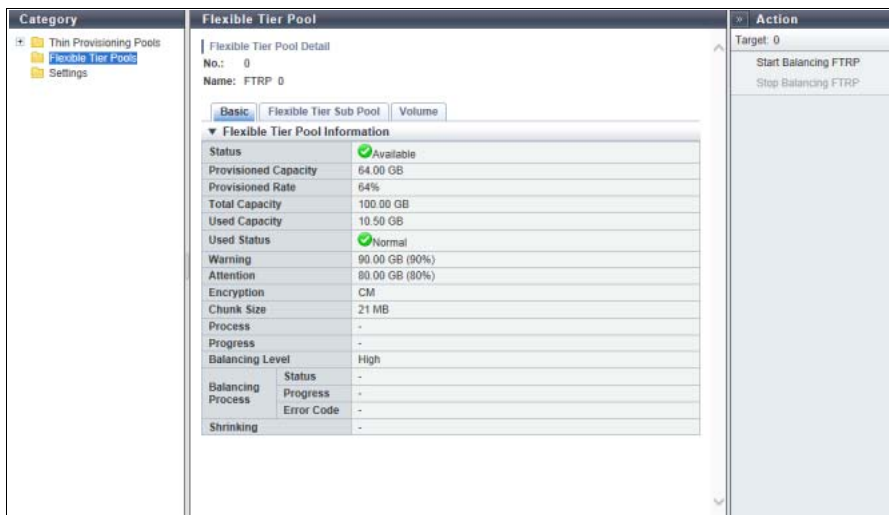 Category
Thin Provisioning Pools
Flexible Tier Pools
Settings
Flexible Tier Pool
Flexible Tier Pool Detail
No.: 0
Name: FTRP 0
Basic Flexible Tier Sub Pool Volume
▼ Flexible Tier Pool Information
Status Available
Provisioned Capacity 64.00 GB
Provisioned Rate 64%
Total Capacity 100.00 GB
Used Capacity 10.50 GB
Used Status Normal
Warning 90.00 GB (90%)
Attention 80.00 GB (80%)
Encryption CM
Chunk Size 21 MB
Process -
Progress -
Balancing Level High
Balancing Process
Status -
Progress -
Error Code -
Shrinking -
» Action
Target: 0
Start Balancing FTRP
Stop Balancing FTRP